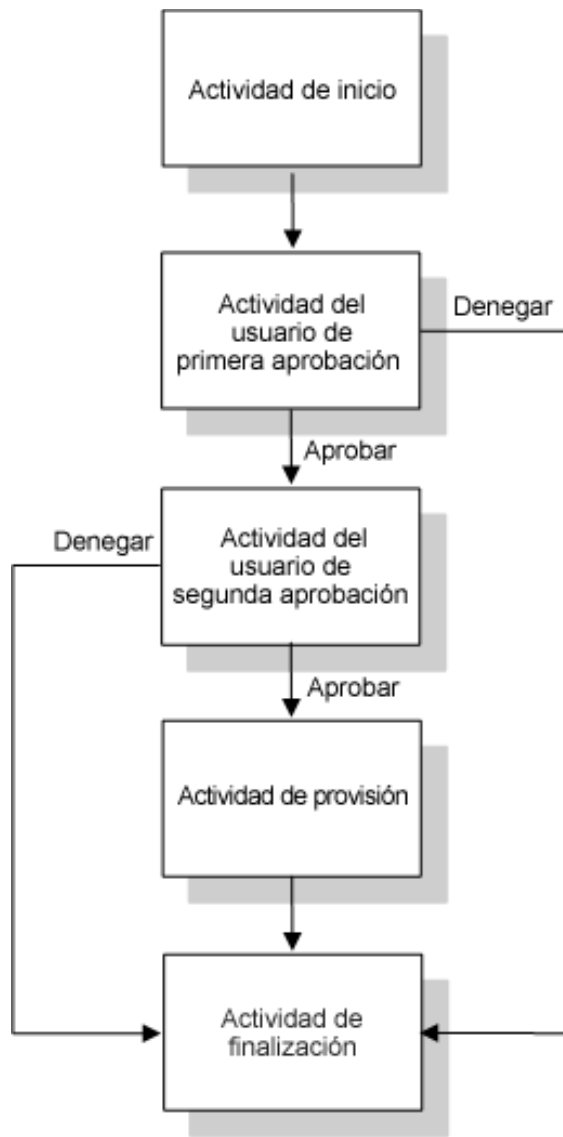 Actividad de inicio
Actividad del
usuario de
primera aprobación
Denegar
Aprobar
Denegar
Actividad del
usuario de
segunda aprobación
Aprobar
Actividad de provisión
Actividad de
finalización